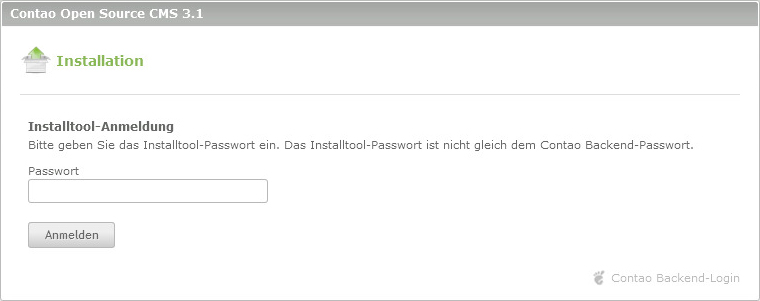 Contao Open Source CMS 3.1
Installation
Installtool-Anmeldung
Bitte geben Sie das Installtool-Passwort ein. Das Installtool-Passwort ist nicht gleich dem Contao Backend-Passwort.
Passwort
Anmelden
Contao Backend-Login